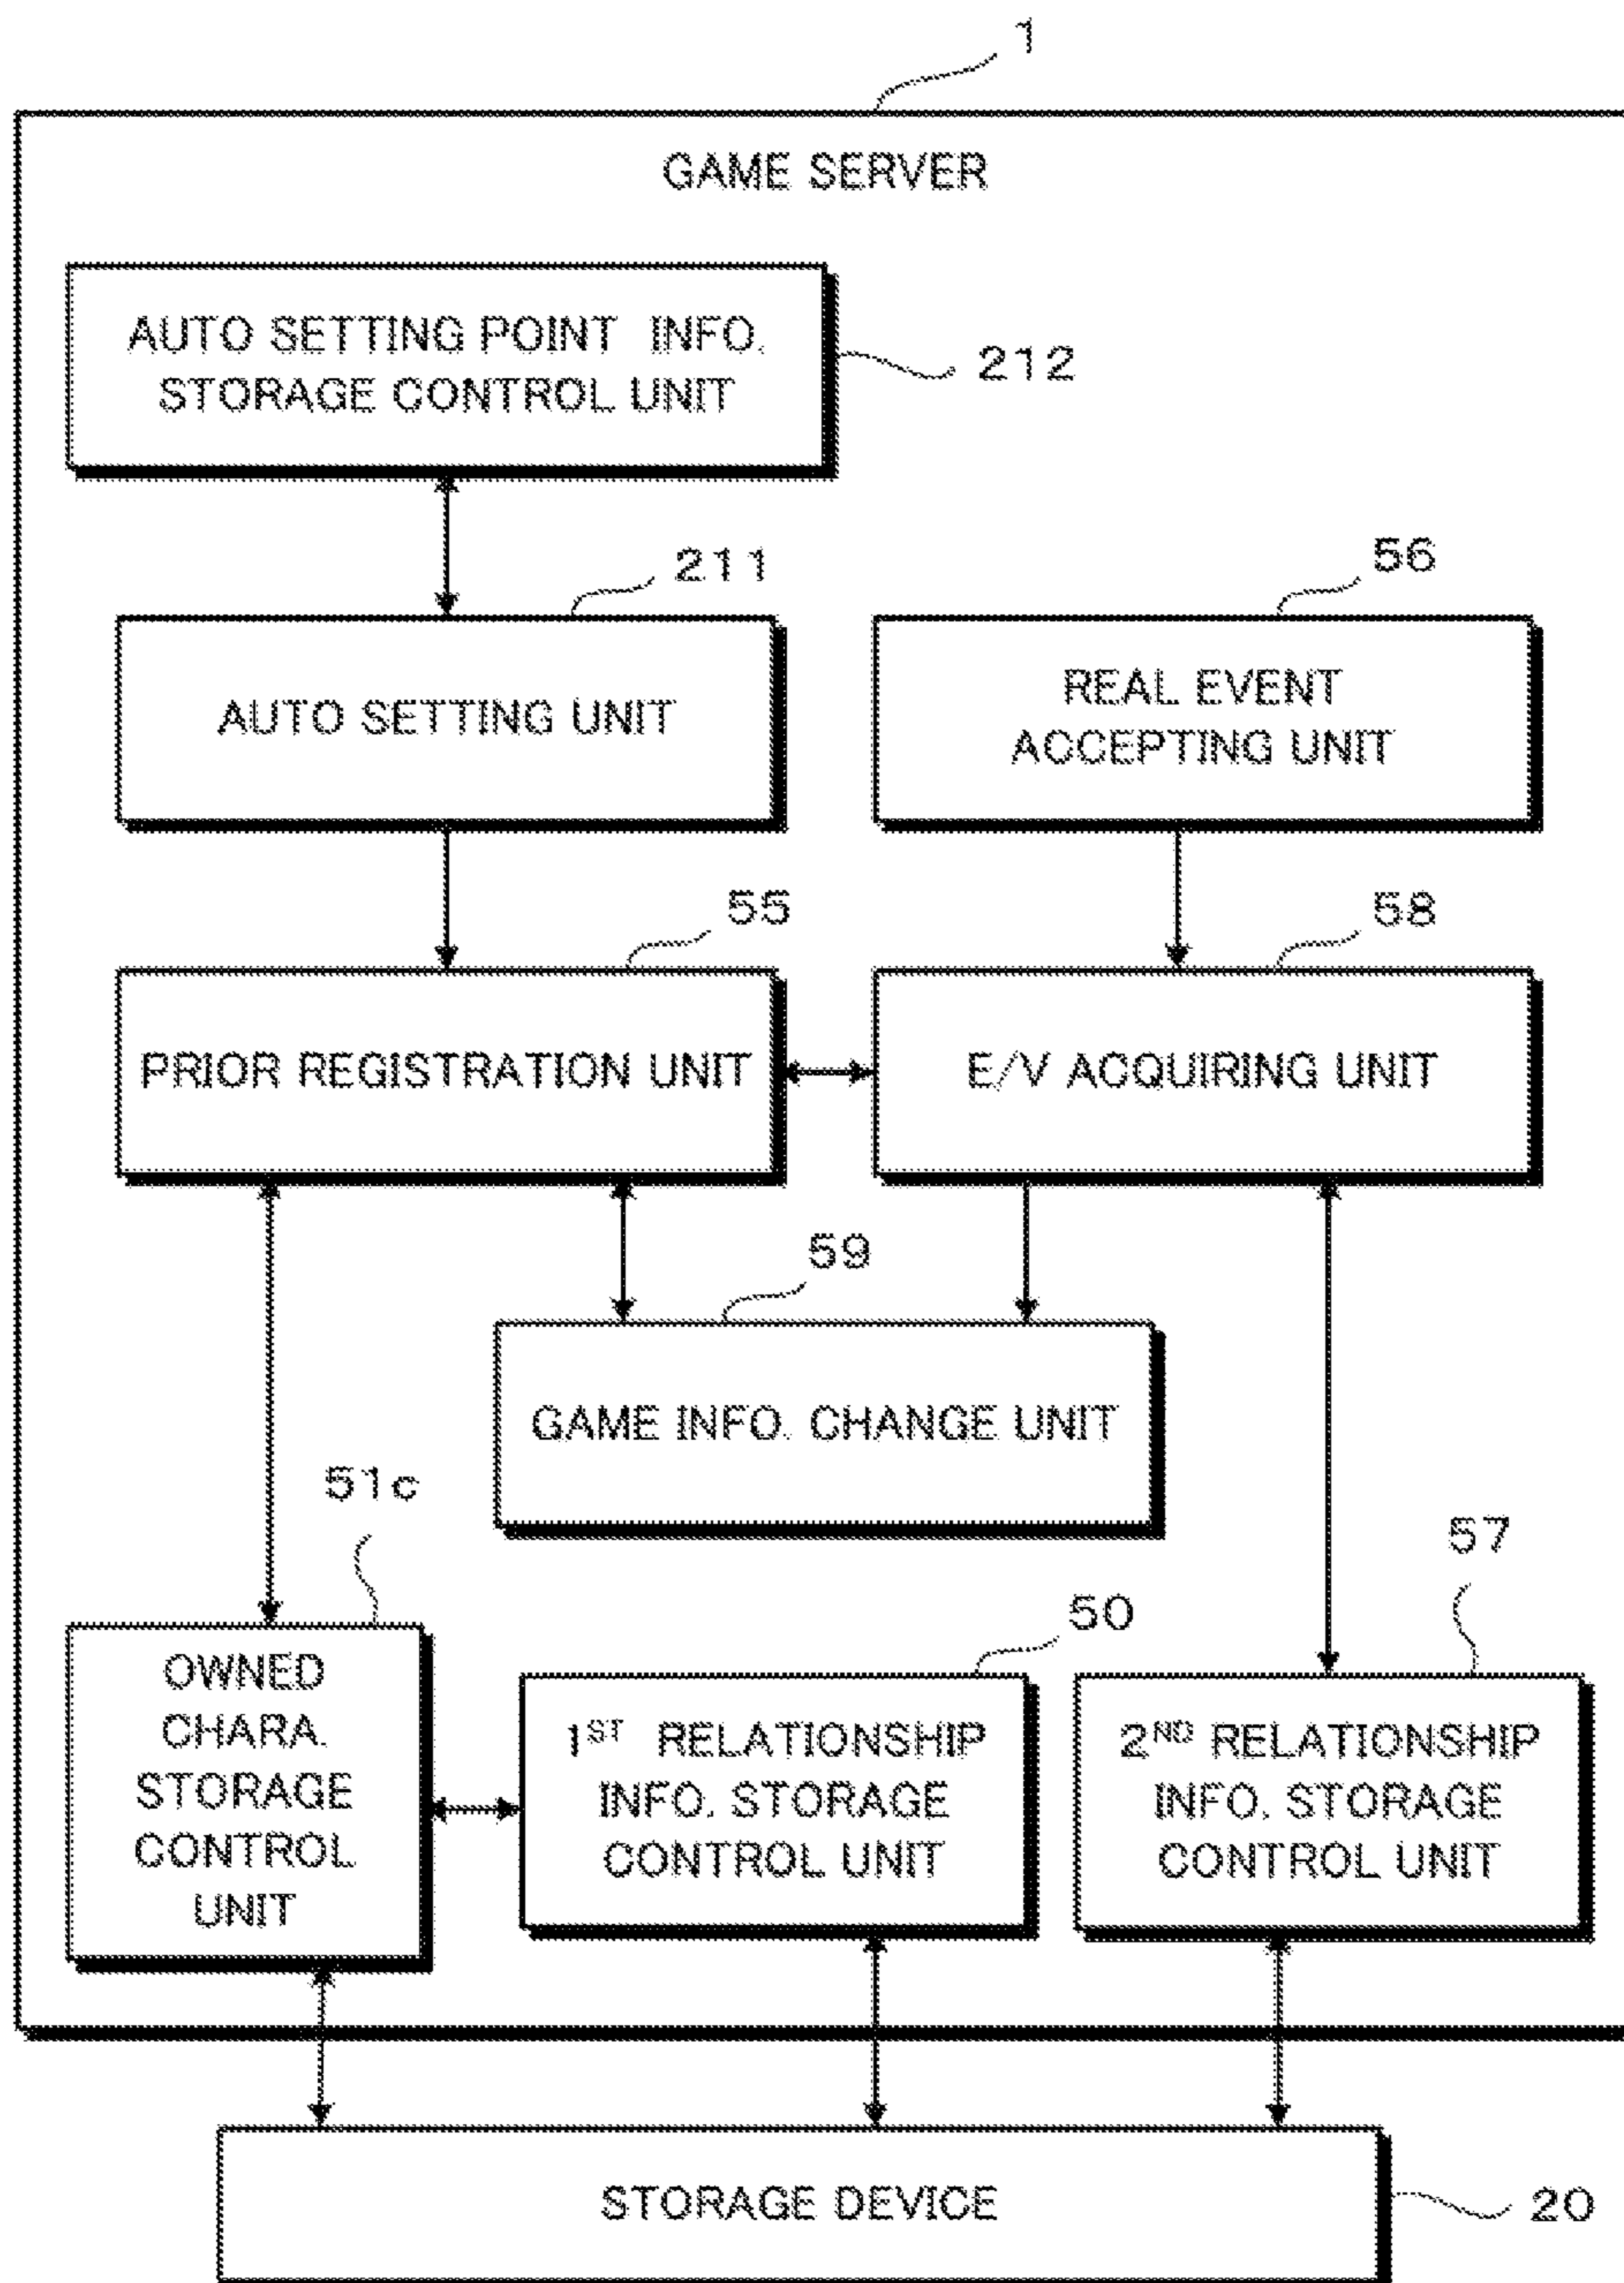 1
GAME SERVER
AUTO SETTING POINT INFO.
STORAGE CONTROL UNIT
212
211
56
AUTO SETTING UNIT
REAL EVENT
ACCEPTING UNIT
55
58
PRIOR REGISTRATION UNIT
E/V ACQUIRING UNIT
59
GAME INFO. CHANGE UNIT
51c
57
50
OWNED
CHARA.
STORAGE
CONTROL
UNIT
1ST RELATIONSHIP
INFO. STORAGE
CONTROL UNIT
2ND RELATIONSHIP
INFO. STORAGE
CONTROL UNIT
STORAGE DEVICE
20